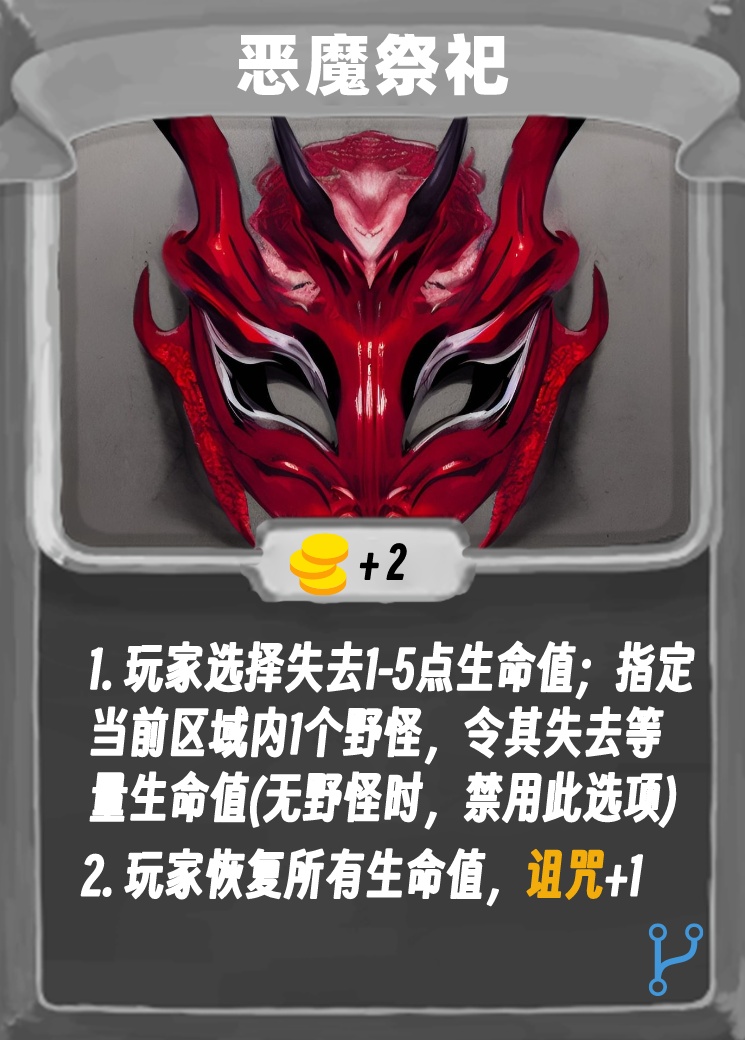 恶魔祭祀
+2
1. 玩家选择失去1-5点生命值；指定
当前区域内1个野怪，令其失去等
量生命值(无野怪时，禁用此选项)
2. 玩家恢复所有生命值，诅咒+1